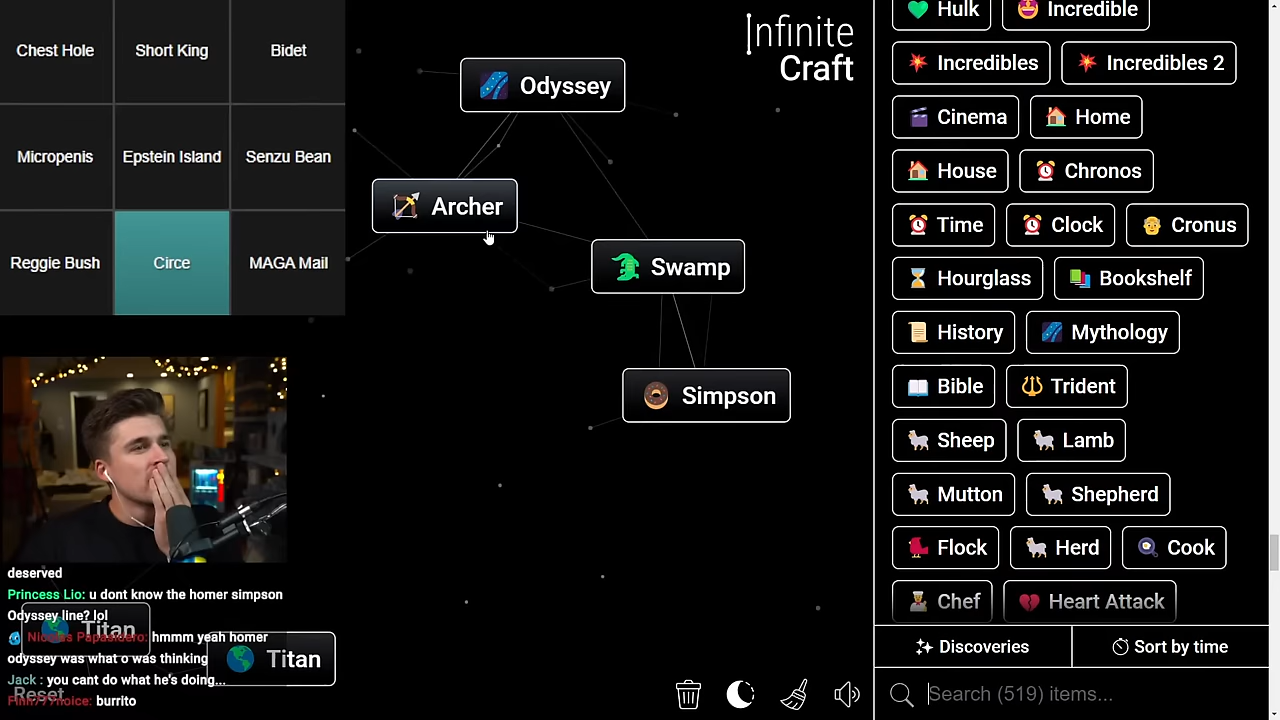 Chest Hole
Short King
Bidet
Micropenis
Epstein Island
Senzu Bean
Reggie Bush
Circe
MAGA Mail
Infinite
Craft
Odyssey
Archer
Swamp
Simpson
Titan
Titan
deserved
Princess Lio: u dont know the homer simpson
Odyssey line? lol
hmmm yeah homer
odyssey was what o was thinking
Jack : you cant do what he's doing...
burrito
Reset
Hulk
Incredible
Incredibles
Incredibles 2
Cinema
Home
House
Chronos
Time
Clock
Cronus
Hourglass
Bookshelf
History
Mythology
Bible
Trident
Sheep
Lamb
Mutton
Shepherd
Flock
Herd
Cook
Chef
Heart Attack
Discoveries
Sort by time
Search (519) items...